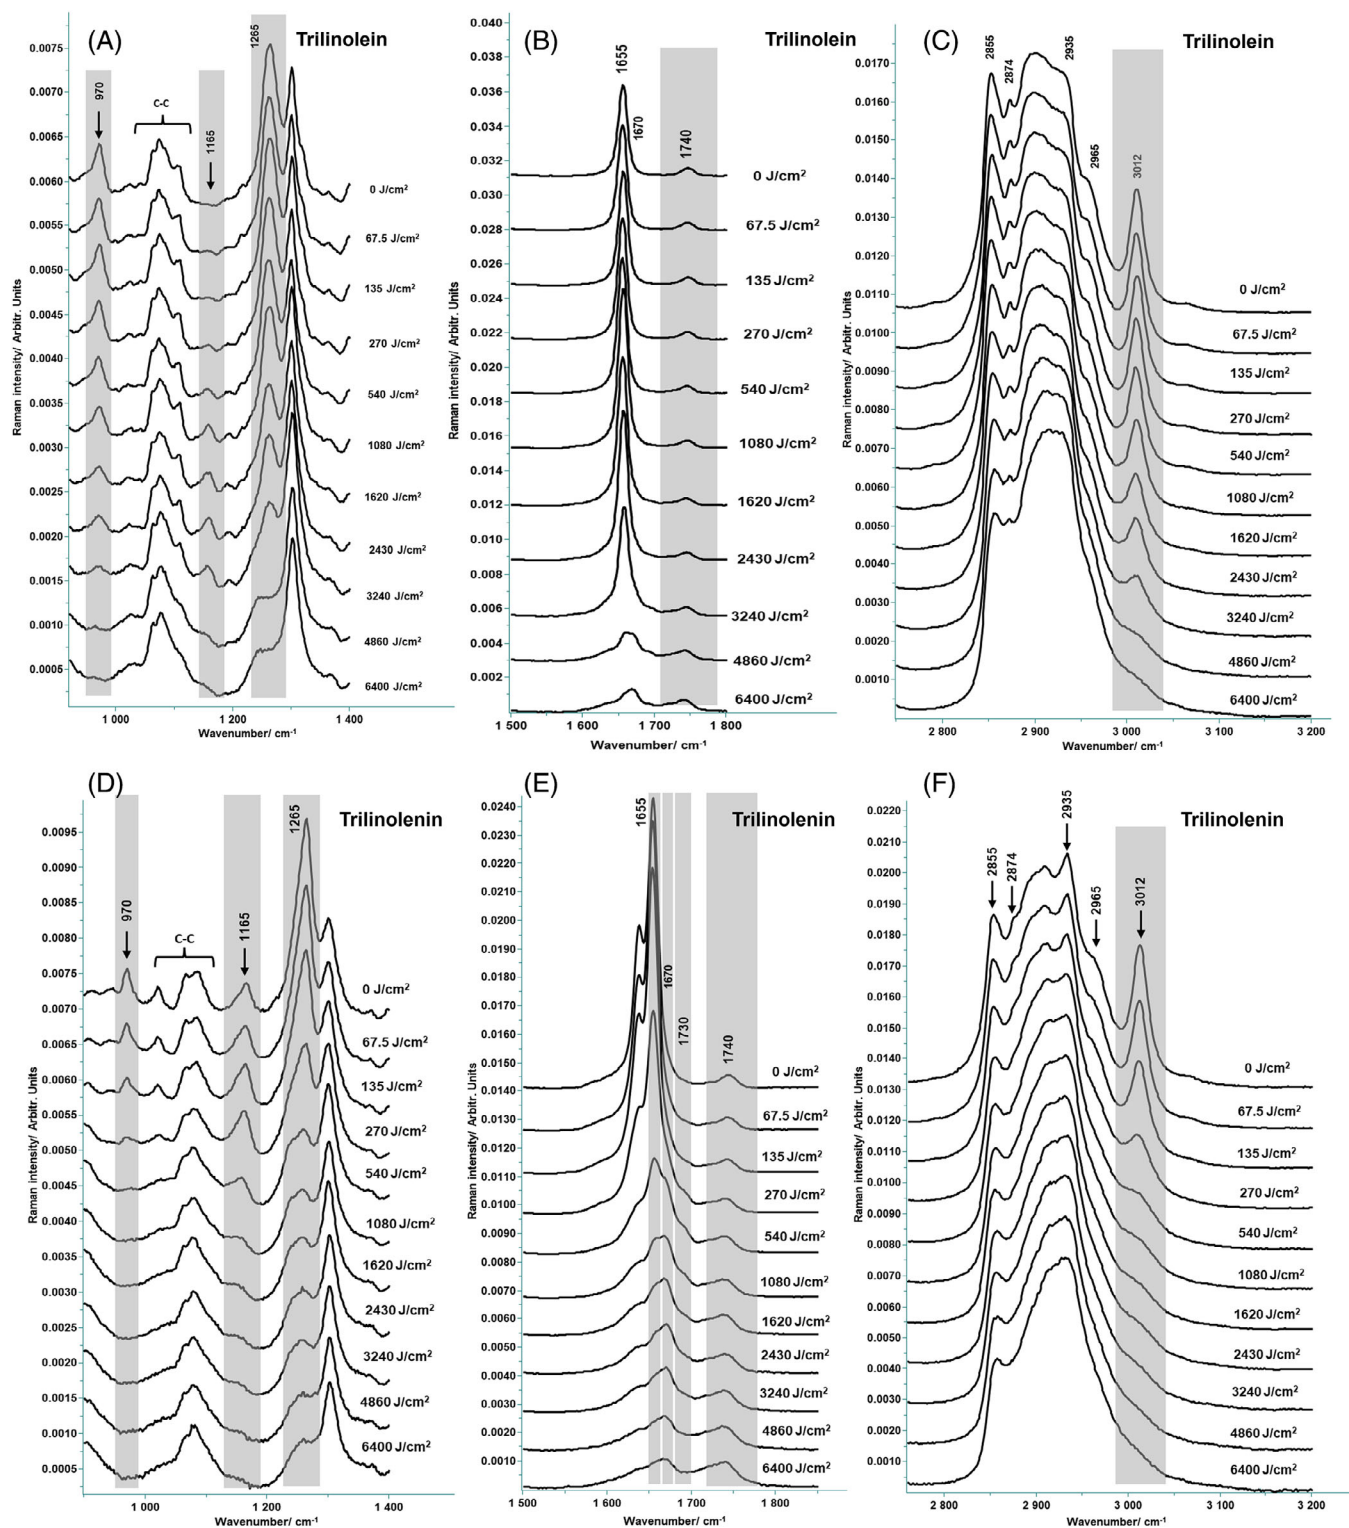 (A)
Trilinolein
1265
970
C-C
1165
0.0075
0.0070
0.0065
0.0060
0.0055
0.0050
0.0045
0.0040
0.0035
0.0030
0.0025
0.0020
0.0015
0.0010
0.0005
Raman intensity/ Arbitr. Units
0 J/cm²
67.5 J/cm²
135 J/cm²
270 J/cm²
540 J/cm²
1080 J/cm²
1620 J/cm²
2430 J/cm²
3240 J/cm²
4860 J/cm²
6400 J/cm²
1 000 1 200 1 400
Wavenumber/ cm⁻¹
(B)
Trilinolein
1655
1670
1740
0.040
0.038
0.036
0.034
0.032
0.030
0.028
0.026
0.024
0.022
0.020
0.018
0.016
0.014
0.012
0.010
0.008
0.006
0.004
0.002
Raman intensity/ Arbitr. Units
0 J/cm²
67.5 J/cm²
135 J/cm²
270 J/cm²
540 J/cm²
1080 J/cm²
1620 J/cm²
2430 J/cm²
3240 J/cm²
4860 J/cm²
6400 J/cm²
1 500 1 600 1 700 1 800
Wavenumber/ cm⁻¹
(C)
Trilinolein
2855
2874
2935
2965
3012
0.0170
0.0160
0.0150
0.0140
0.0130
0.0120
0.0110
0.0100
0.0090
0.0080
0.0070
0.0060
0.0050
0.0040
0.0030
0.0020
0.0010
Raman intensity/ Arbitr. Units
0 J/cm²
67.5 J/cm²
135 J/cm²
270 J/cm²
540 J/cm²
1080 J/cm²
1620 J/cm²
2430 J/cm²
3240 J/cm²
4860 J/cm²
6400 J/cm²
2 800 2 900 3 000 3 100 3 200
Wavenumber/ cm⁻¹
(D)
Trilinolenin
1265
970
C-C
1165
0.0095
0.0090
0.0085
0.0080
0.0075
0.0070
0.0065
0.0060
0.0055
0.0050
0.0045
0.0040
0.0035
0.0030
0.0025
0.0020
0.0015
0.0010
0.0005
Raman intensity/ Arbitr. Units
0 J/cm²
67.5 J/cm²
135 J/cm²
270 J/cm²
540 J/cm²
1080 J/cm²
1620 J/cm²
2430 J/cm²
3240 J/cm²
4860 J/cm²
6400 J/cm²
1 000 1 200 1 400
Wavenumber/ cm⁻¹
(E)
Trilinolenin
1655
1670
1730
1740
0.0240
0.0230
0.0220
0.0210
0.0200
0.0190
0.0180
0.0170
0.0160
0.0150
0.0140
0.0130
0.0120
0.0110
0.0100
0.0090
0.0080
0.0070
0.0060
0.0050
0.0040
0.0030
0.0020
0.0010
Raman intensity/ Arbitr. Units
0 J/cm²
67.5 J/cm²
135 J/cm²
270 J/cm²
540 J/cm²
1080 J/cm²
1620 J/cm²
2430 J/cm²
3240 J/cm²
4860 J/cm²
6400 J/cm²
1 500 1 600 1 700 1 800
Wavenumber/ cm⁻¹
(F)
Trilinolenin
2855
2874
2935
2965
3012
0.0220
0.0210
0.0200
0.0190
0.0180
0.0170
0.0160
0.0150
0.0140
0.0130
0.0120
0.0110
0.0100
0.0090
0.0080
0.0070
0.0060
0.0050
0.0040
0.0030
0.0020
0.0010
Raman intensity/ Arbitr. Units
0 J/cm²
67.5 J/cm²
135 J/cm²
270 J/cm²
540 J/cm²
1080 J/cm²
1620 J/cm²
2430 J/cm²
3240 J/cm²
4860 J/cm²
6400 J/cm²
2 800 2 900 3 000 3 100 3 200
Wavenumber/ cm⁻¹